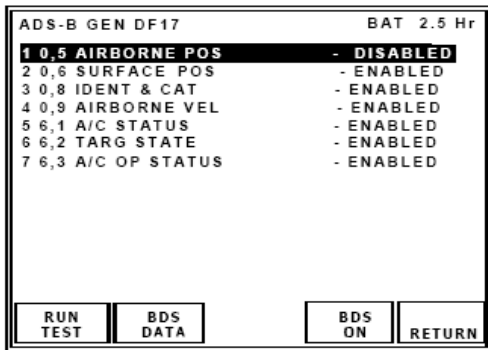 ADS-B GEN DF17 BAT 2.5 Hr
1 0,5 AIRBORNE POS - DISABLED
2 0,6 SURFACE POS - ENABLED
3 0,8 IDENT & CAT - ENABLED
4 0,9 AIRBORNE VEL - ENABLED
5 6,1 A/C STATUS - ENABLED
6 6,2 TARG STATE - ENABLED
7 6,3 A/C OP STATUS - ENABLED
RUN TEST
BDS DATA
BDS ON
RETURN